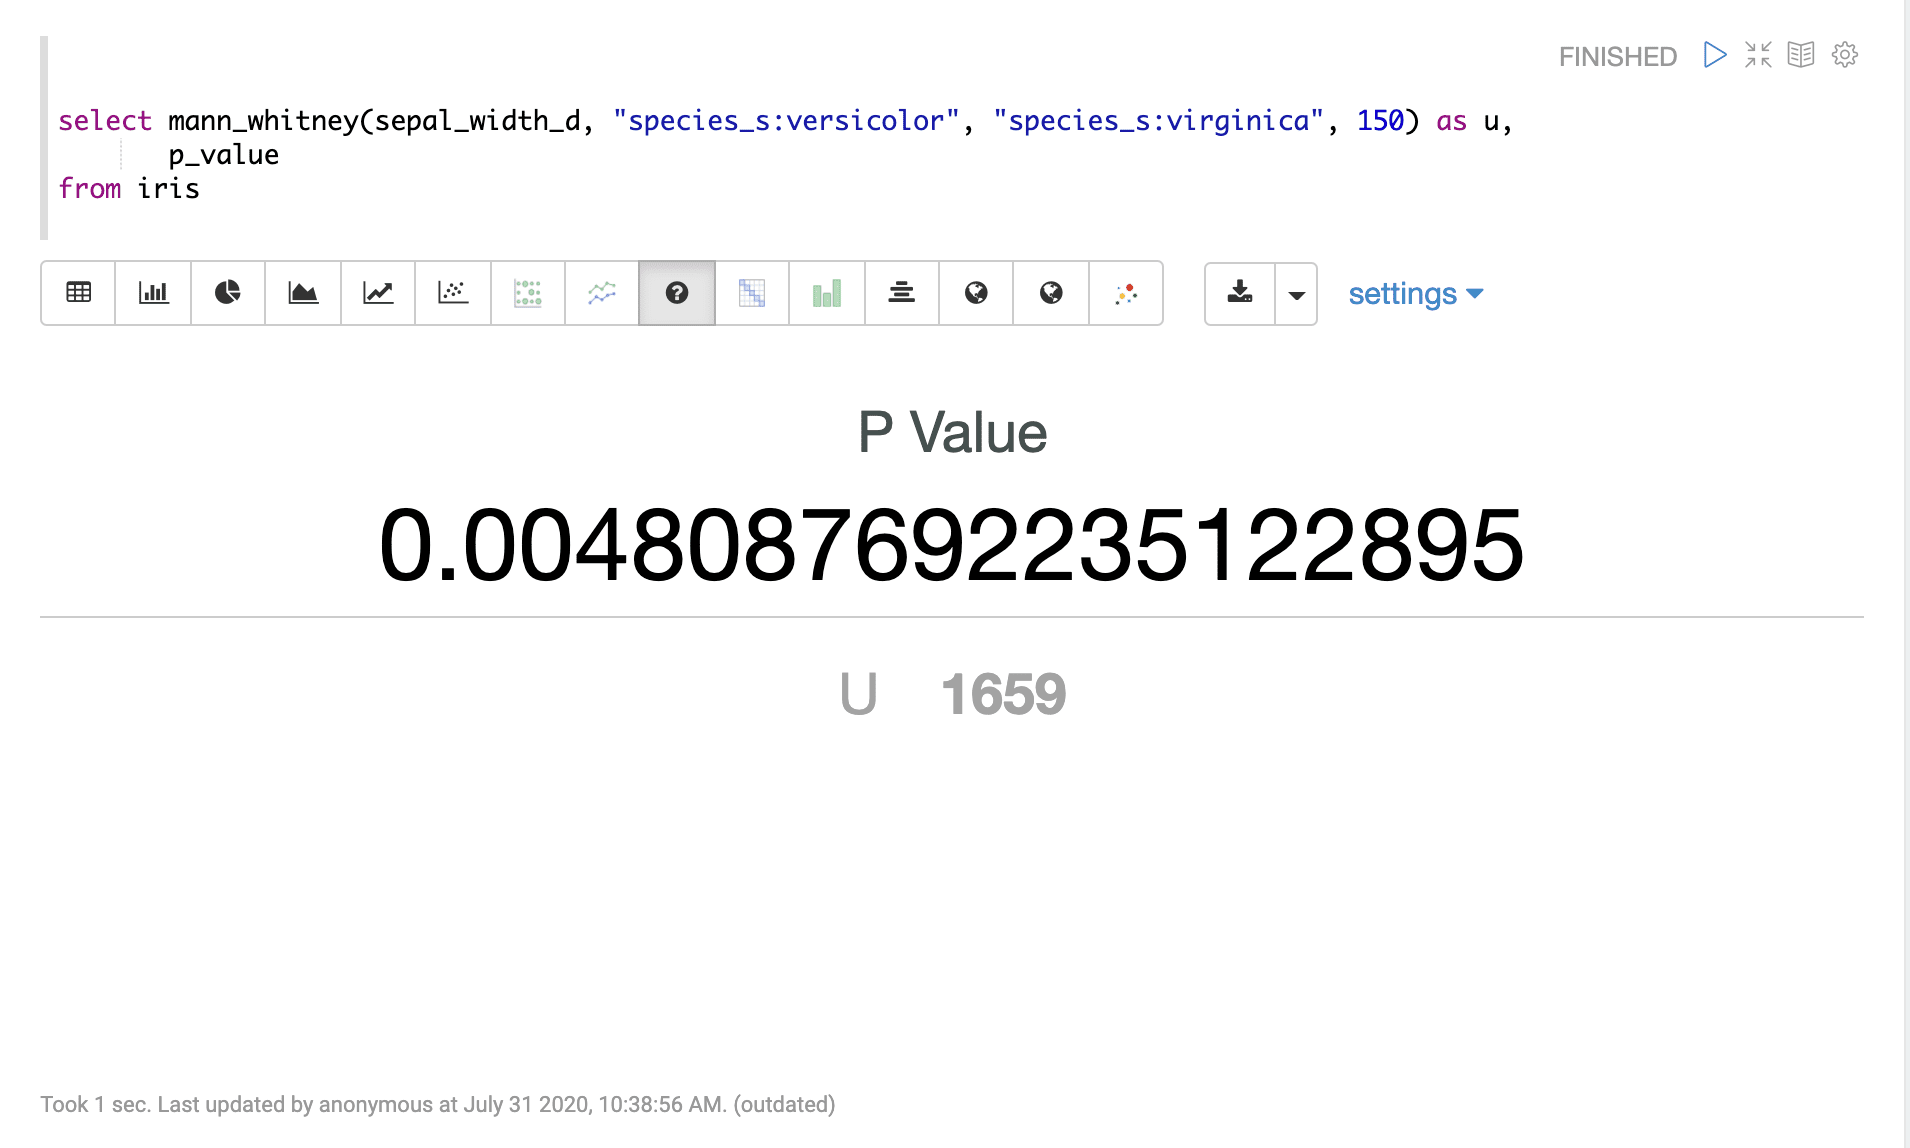 FINISHED
select mann_whitney(sepal_width_d, "species_s:versicolor", "species_s:virginica", 150) as u,
p_value
from iris
settings
P Value
0.0048087692235122895
U 1659
Took 1 sec. Last updated by anonymous at July 31 2020, 10:38:56 AM. (outdated)